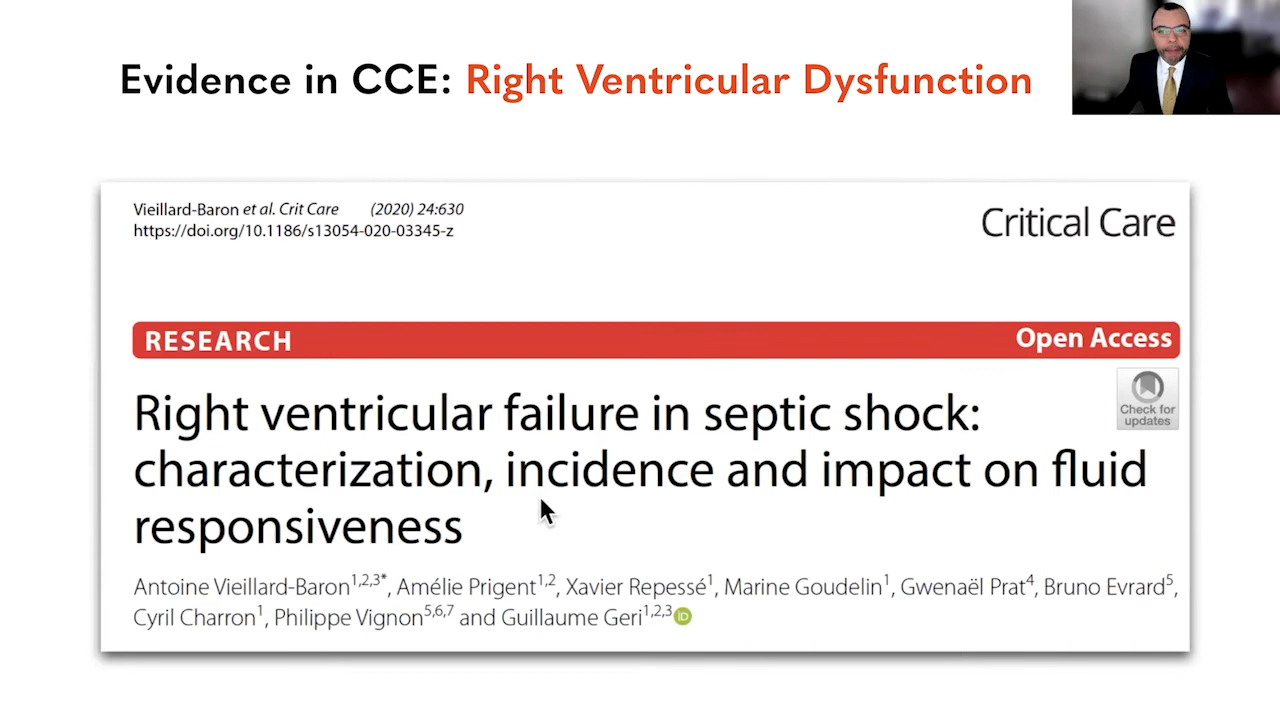 Evidence in CCE: Right Ventricular Dysfunction
Vieillard-Baron et al. Crit Care (2020) 24:630
https://doi.org/10.1186/s13054-020-03345-z
Critical Care
RESEARCH
Open Access
Right ventricular failure in septic shock:
characterization, incidence and impact on fluid
responsiveness
Check for
updates
Antoine Vieillard-Baron1,2,3*, Amélie Prigent1,2, Xavier Repessé1, Marine Goudelin1, Gwenaël Prat4, Bruno Evrard5,
Cyril Charron1, Philippe Vignon5,6,7 and Guillaume Geri1,2,3 iD